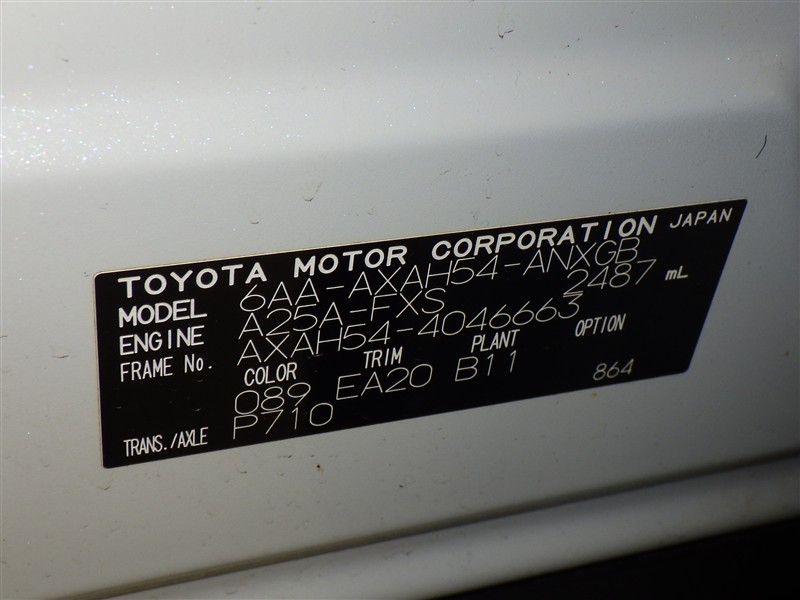 TOYOTA MOTOR CORPORATION JAPAN
MODEL 6AA-AXAH54-ANXGB
ENGINE A25A-FXS 2487 mL
FRAME No. AXAH54-4046663
COLOR TRIM PLANT OPTION
089 EA20 B11 864
TRANS./AXLE P710